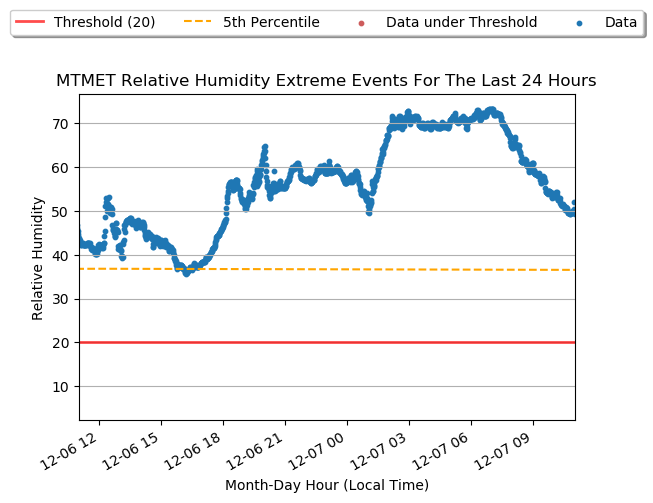 Threshold (20) 5th Percentile Data under Threshold Data
MTMET Relative Humidity Extreme Events For The Last 24 Hours
70
60
50
40
30
20
10
Relative Humidity
12-06 12 12-06 15 12-06 18 12-06 21 12-07 00 12-07 03 12-07 06 12-07 09
Month-Day Hour (Local Time)